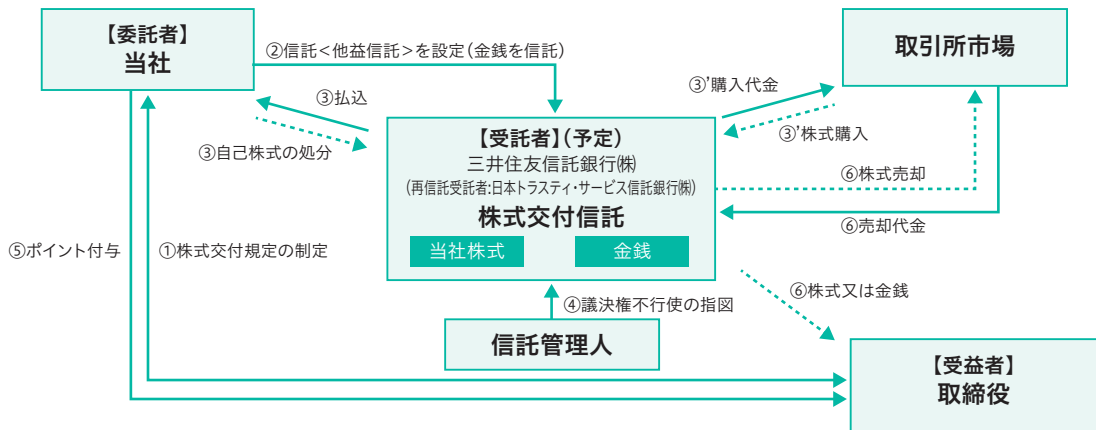 【委託者】
当社
②信託<他益信託>を設定(金銭を信託)
取引所市場
③払込
③自己株式の処分
③'購入代金
③'株式購入
【受託者】(予定)
三井住友信託銀行㈱
(再信託受託者:日本トラスティ・サービス信託銀行㈱)
株式交付信託
当社株式
金銭
⑥株式売却
⑥売却代金
⑤ポイント付与
①株式交付規定の制定
④議決権不行使の指図
⑥株式又は金銭
信託管理人
【受益者】
取締役